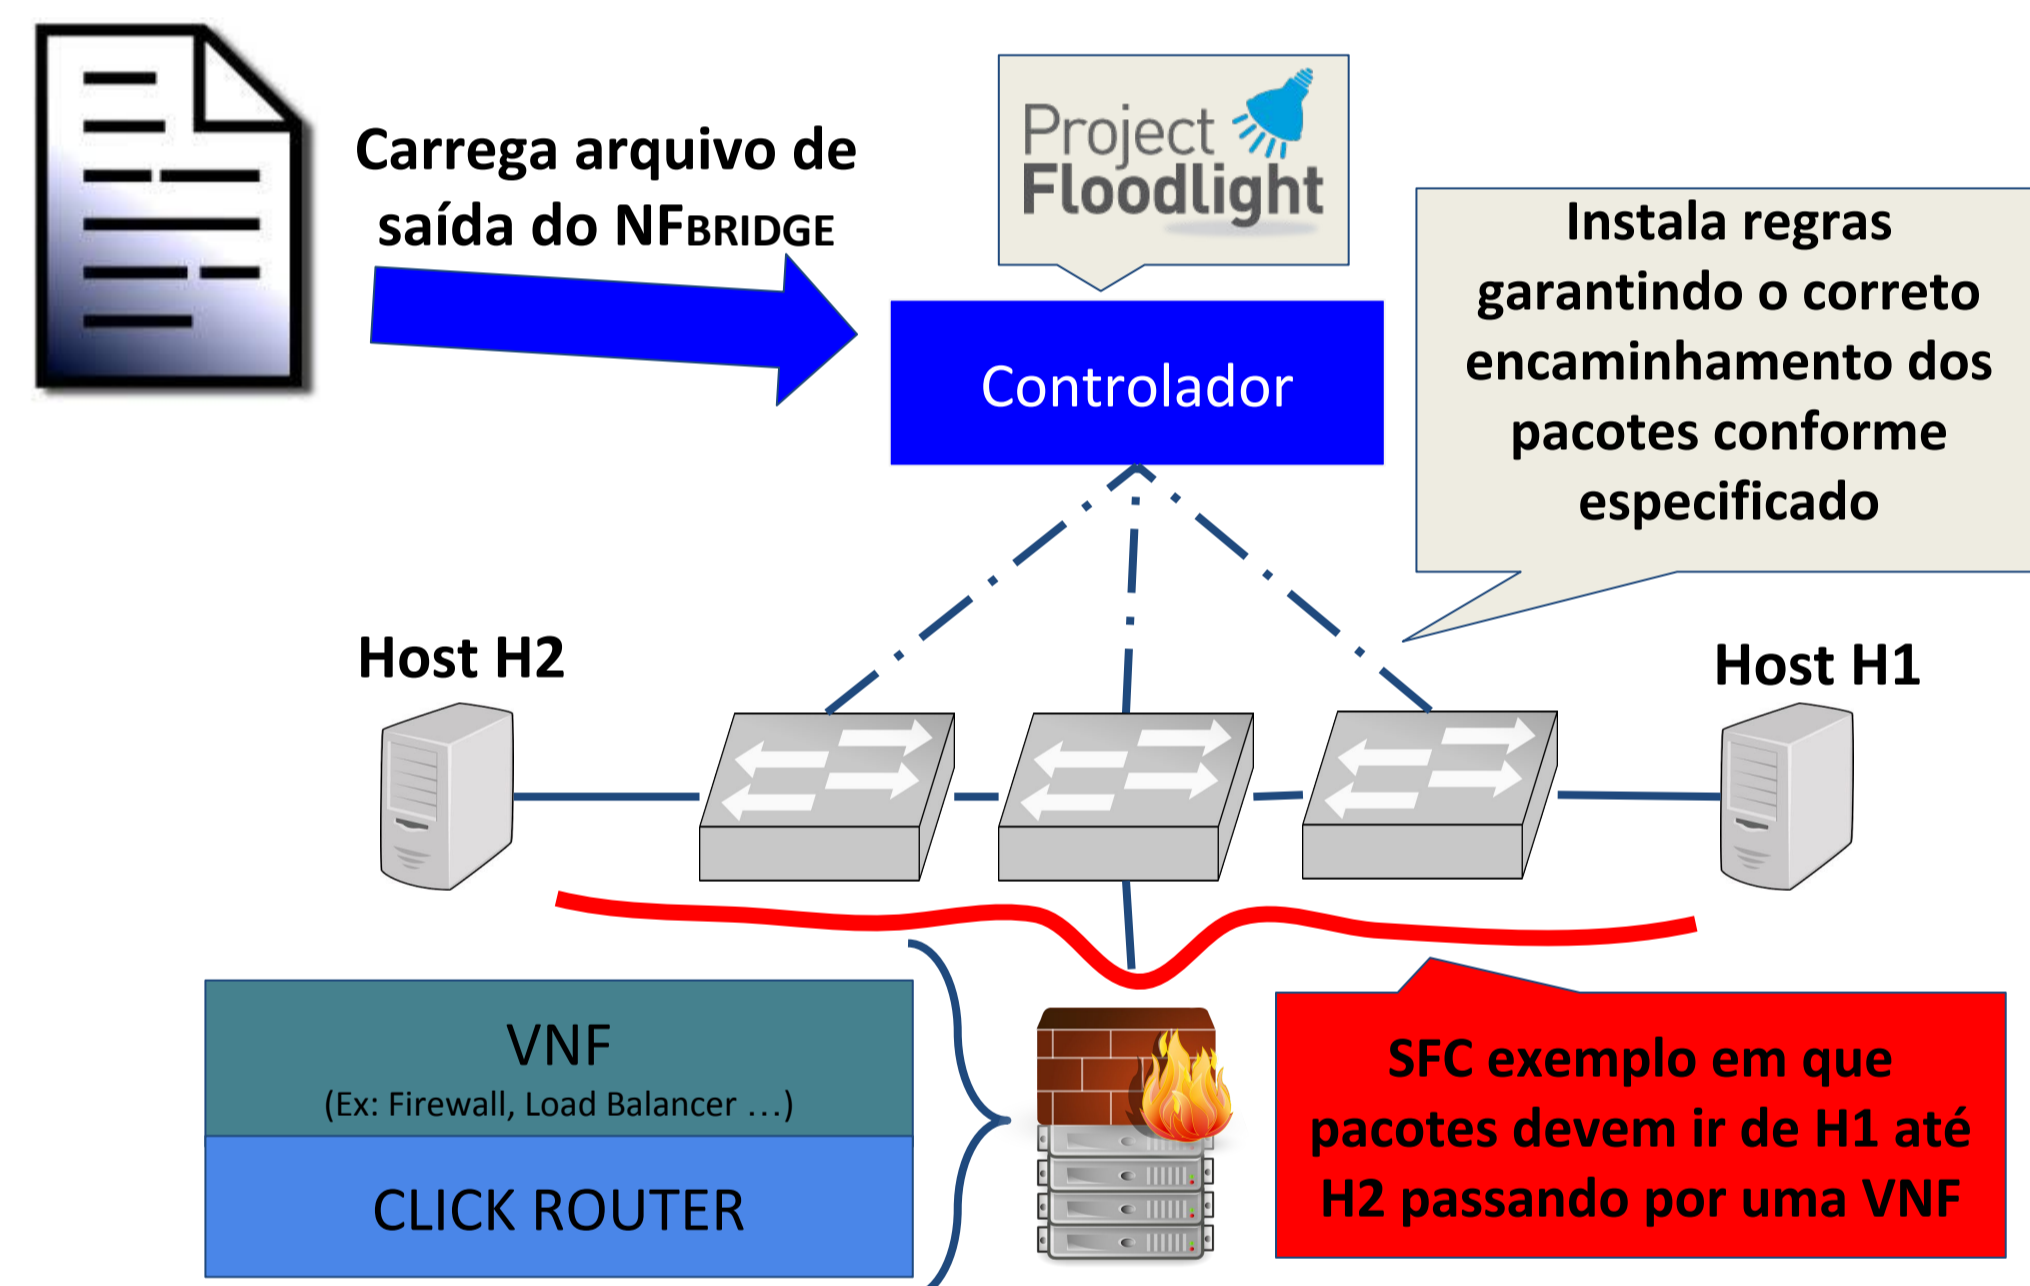 Carrega arquivo de
saída do NFBRIDGE
Project
Floodlight
Controlador
Instala regras
garantindo o correto
encaminhamento dos
pacotes conforme
especificado
Host H2
Host H1
VNF
(Ex: Firewall, Load Balancer ...)
CLICK ROUTER
SFC exemplo em que
pacotes devem ir de H1 até
H2 passando por uma VNF